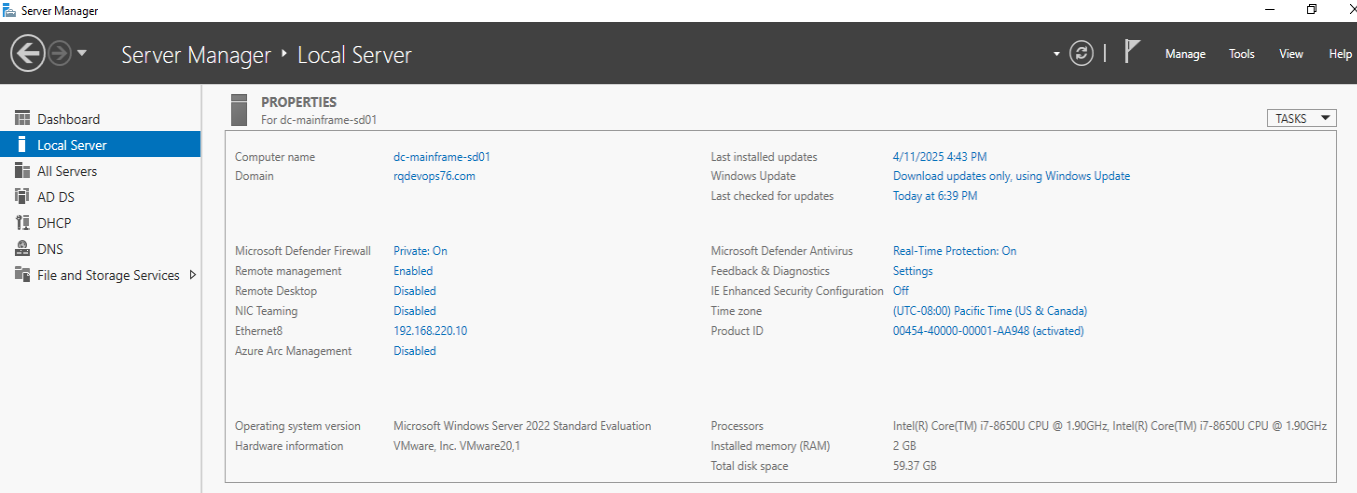 Server Manager
Server Manager ‣ Local Server
Manage Tools View Help
Dashboard
Local Server
All Servers
AD DS
DHCP
DNS
File and Storage Services
PROPERTIES
For dc-mainframe-sd01
TASKS
Computer name dc-mainframe-sd01
Domain rqdevops76.com
Last installed updates 4/11/2025 4:43 PM
Windows Update Download updates only, using Windows Update
Last checked for updates Today at 6:39 PM
Microsoft Defender Firewall Private: On
Remote management Enabled
Remote Desktop Disabled
NIC Teaming Disabled
Ethernet8 192.168.220.10
Azure Arc Management Disabled
Microsoft Defender Antivirus Real-Time Protection: On
Feedback & Diagnostics Settings
IE Enhanced Security Configuration Off
Time zone (UTC-08:00) Pacific Time (US & Canada)
Product ID 00454-40000-00001-AA948 (activated)
Operating system version Microsoft Windows Server 2022 Standard Evaluation
Hardware information VMware, Inc. VMware20,1
Processors Intel(R) Core(TM) i7-8650U CPU @ 1.90GHz, Intel(R) Core(TM) i7-8650U CPU @ 1.90GHz
Installed memory (RAM) 2 GB
Total disk space 59.37 GB